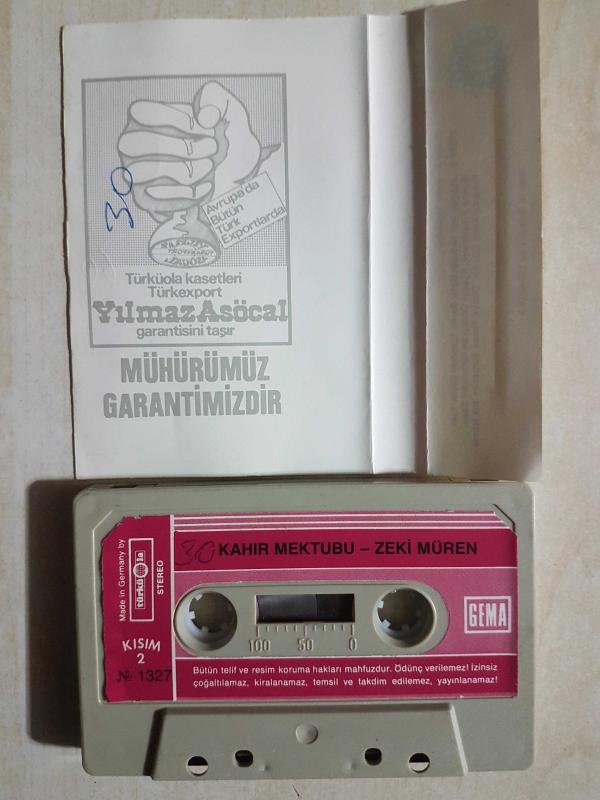 30
Avrupa'da
Bütün
Türk
Exportlarda
Türküola kasetleri
Türkexport
Yılmaz Asöcal
garantisini taşır
MÜHÜRÜMÜZ
GARANTİMİZDİR
Made in Germany by
türküola
STEREO
30 KAHIR MEKTUBU – ZEKİ MÜREN
GEMA
KISIM
2
№ 1327
100 50 0
Bütün telif ve resim koruma hakları mahfuzdur. Ödünç verilemez! İzinsiz
çoğaltılamaz, kiralanamaz, temsil ve takdim edilemez, yayınlanamaz!